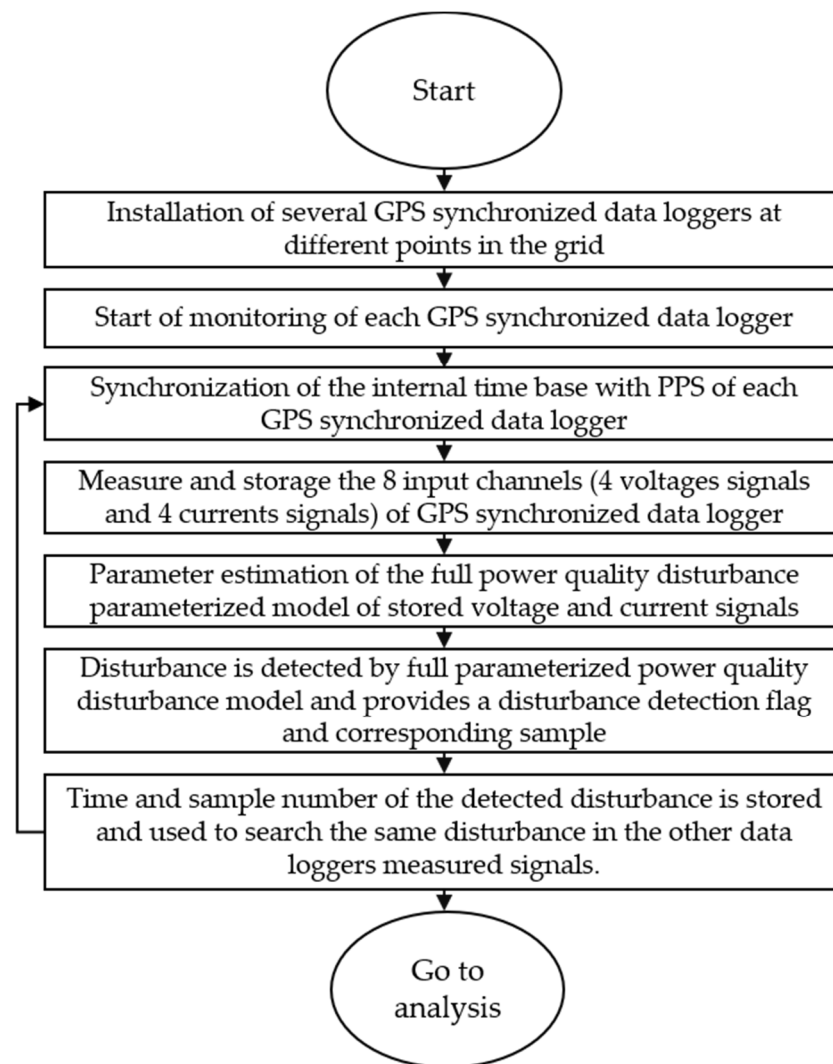 Start
Installation of several GPS synchronized data loggers at
different points in the grid
Start of monitoring of each GPS synchronized data logger
Synchronization of the internal time base with PPS of each
GPS synchronized data logger
Measure and storage the 8 input channels (4 voltages signals
and 4 currents signals) of GPS synchronized data logger
Parameter estimation of the full power quality disturbance
parameterized model of stored voltage and current signals
Disturbance is detected by full parameterized power quality
disturbance model and provides a disturbance detection flag
and corresponding sample
Time and sample number of the detected disturbance is stored
and used to search the same disturbance in the other data
loggers measured signals.
Go to
analysis